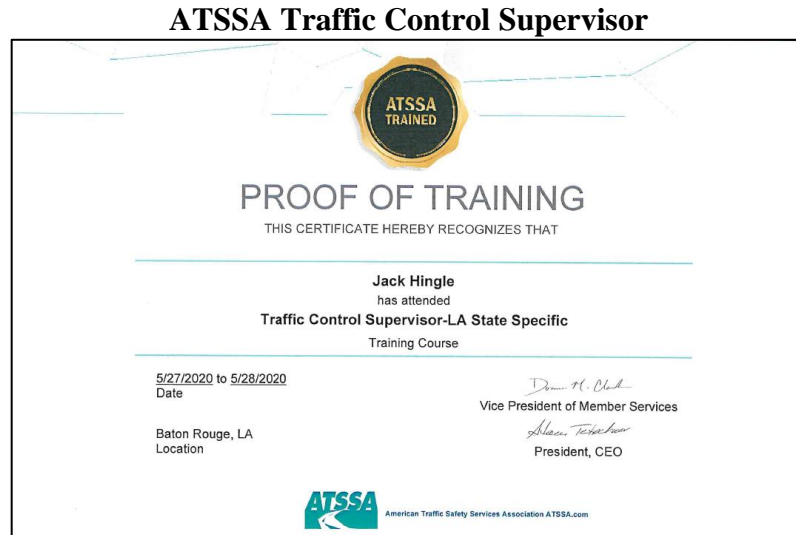 ATSSA Traffic Control Supervisor
ATSSA
TRAINED
PROOF OF TRAINING
THIS CERTIFICATE HEREBY RECOGNIZES THAT
Jack Hingle
has attended
Traffic Control Supervisor-LA State Specific
Training Course
5/27/2020 to 5/28/2020
Date
Vice President of Member Services
Baton Rouge, LA
Location
President, CEO
ATSSA
American Traffic Safety Services Association ATSSA.com